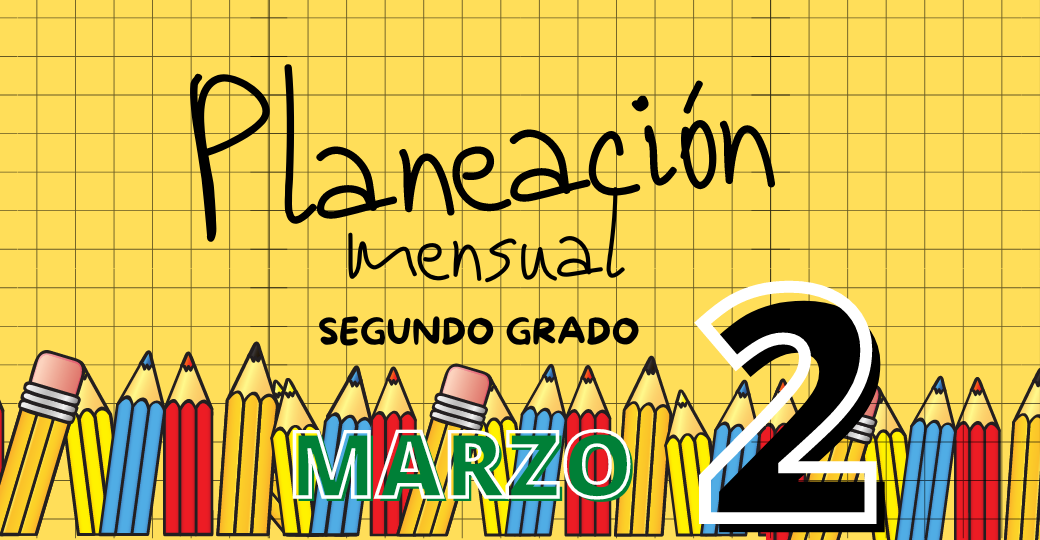 Planeación
mensual
SEGUNDO GRADO
MARZO
2